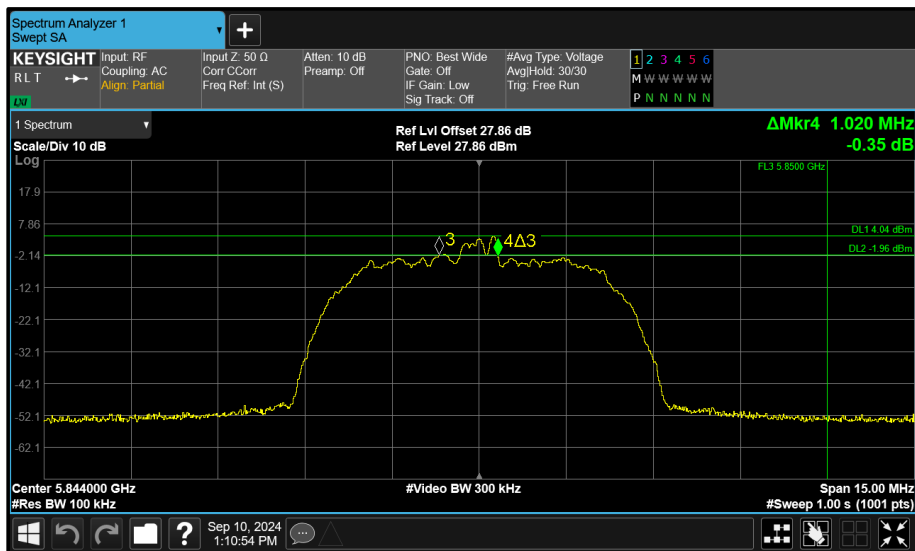 Spectrum Analyzer 1
Swept SA
+
KEYSIGHT
R L T
LXI
Input: RF
Coupling: AC
Align: Partial
Input Z: 50 Ω
Corr CCorr
Freq Ref: Int (S)
Atten: 10 dB
Preamp: Off
PNO: Best Wide
Gate: Off
IF Gain: Low
Sig Track: Off
#Avg Type: Voltage
Avg|Hold: 30/30
Trig: Free Run
1 2 3 4 5 6
M W W W W W
P N N N N N
1 Spectrum
Scale/Div 10 dB
Ref Lvl Offset 27.86 dB
Ref Level 27.86 dBm
ΔMkr4 1.020 MHz
-0.35 dB
Log
FL3 5.8500 GHz
17.9
7.86
DL1 4.04 dBm
3
4Δ3
DL2 -1.96 dBm
-2.14
-12.1
-22.1
-32.1
-42.1
-52.1
-62.1
Center 5.844000 GHz
#Video BW 300 kHz
Span 15.00 MHz
#Res BW 100 kHz
#Sweep 1.00 s (1001 pts)
?
Sep 10, 2024
1:10:54 PM